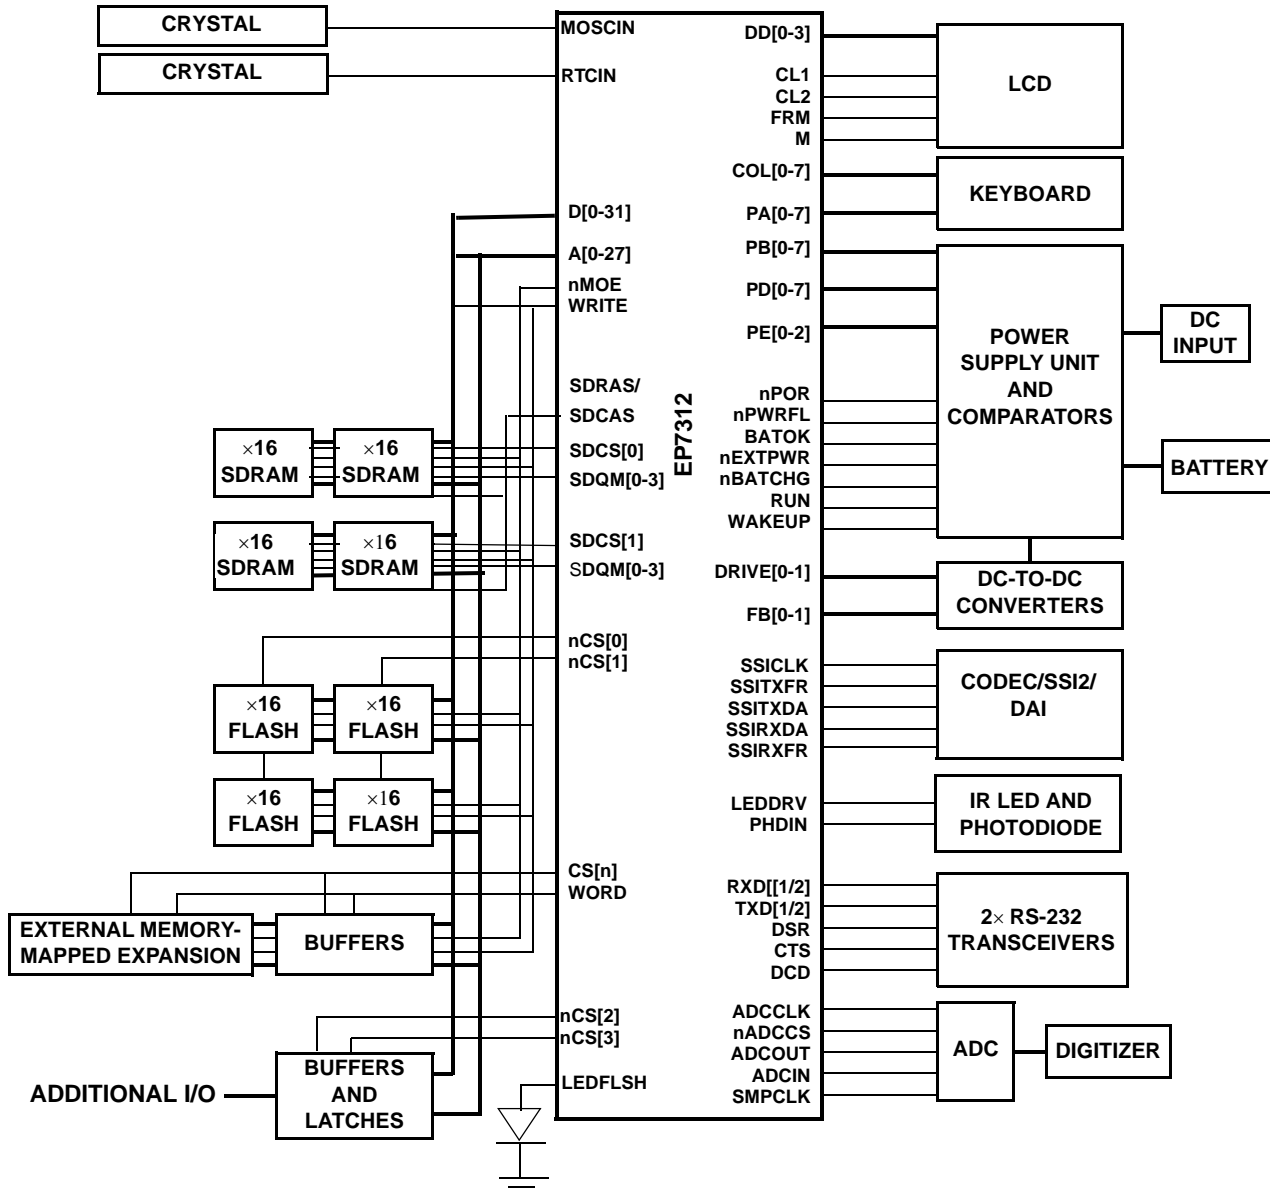 CRYSTAL
CRYSTAL
EXTERNAL MEMORY-
MAPPED EXPANSION
BUFFERS
ADDITIONAL I/O
BUFFERS
AND
LATCHES
×16
SDRAM
×16
SDRAM
×16
SDRAM
×16
SDRAM
×16
FLASH
×16
FLASH
×16
FLASH
×16
FLASH
MOSCIN
RTCIN
D[0-31]
A[0-27]
nMOE
WRITE
SDRAS/
SDCAS
SDCS[0]
SDQM[0-3]
SDCS[1]
SDQM[0-3]
nCS[0]
nCS[1]
CS[n]
WORD
nCS[2]
nCS[3]
LEDFLSH
EP7312
DD[0-3]
CL1
CL2
FRM
M
COL[0-7]
PA[0-7]
PB[0-7]
PD[0-7]
PE[0-2]
nPOR
nPWRFL
BATOK
nEXTPWR
nBATCHG
RUN
WAKEUP
DRIVE[0-1]
FB[0-1]
SSICLK
SSITXFR
SSITXDA
SSIRXDA
SSIRXFR
LEDDRV
PHDIN
RXD[[1/2]
TXD[1/2]
DSR
CTS
DCD
ADCCLK
nADCCS
ADCOUT
ADCIN
SMPCLK
LCD
KEYBOARD
POWER
SUPPLY UNIT
AND
COMPARATORS
DC
INPUT
BATTERY
DC-TO-DC
CONVERTERS
CODEC/SSI2/
DAI
IR LED AND
PHOTODIODE
2× RS-232
TRANSCEIVERS
ADC
DIGITIZER